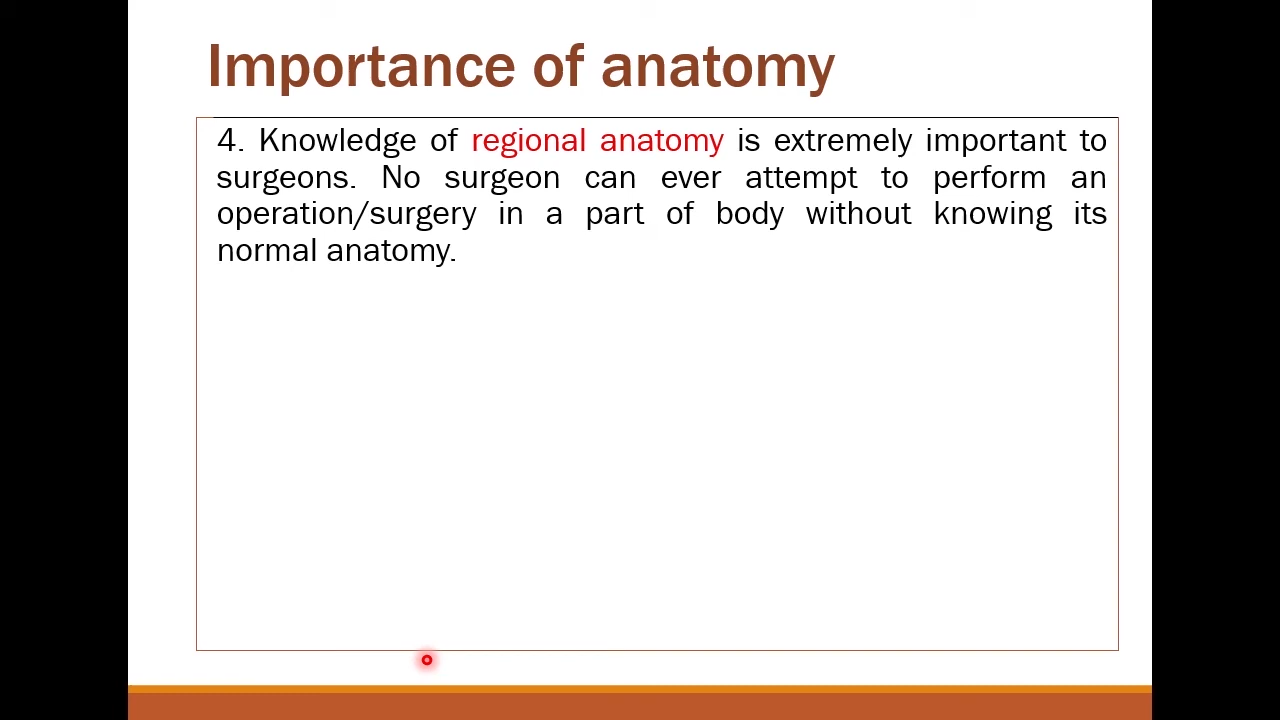 Importance of anatomy
4. Knowledge of regional anatomy is extremely important to
surgeons. No surgeon can ever attempt to perform an
operation/surgery in a part of body without knowing its
normal anatomy.